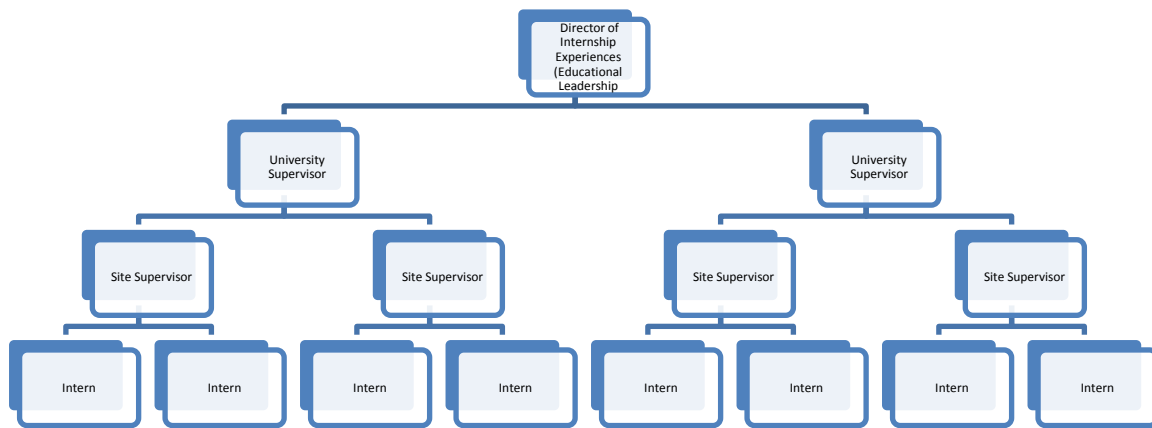 Director of
Internship
Experiences
(Educational
Leadership
University
Supervisor
University
Supervisor
Site Supervisor
Site Supervisor
Site Supervisor
Site Supervisor
Intern
Intern
Intern
Intern
Intern
Intern
Intern
Intern